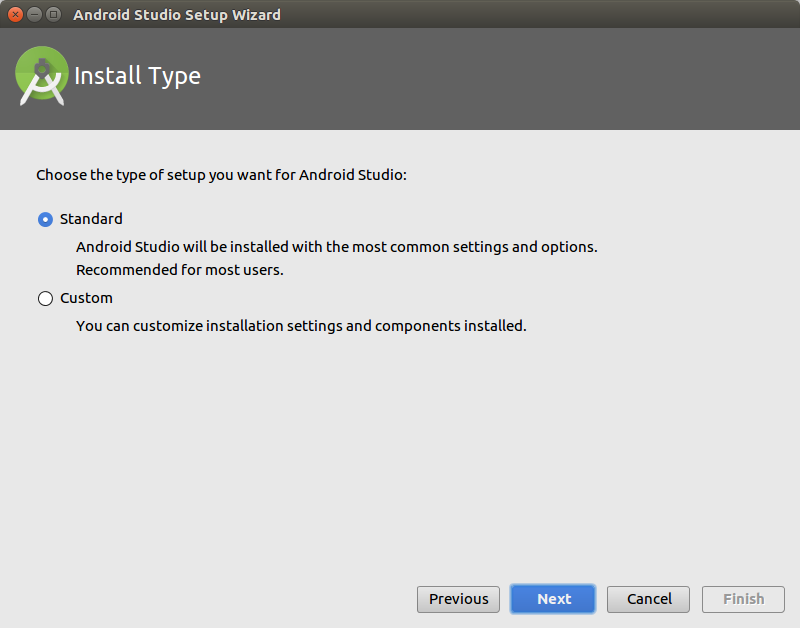 Android Studio Setup Wizard
Install Type
Choose the type of setup you want for Android Studio:
Standard
Android Studio will be installed with the most common settings and options.
Recommended for most users.
Custom
You can customize installation settings and components installed.
Previous Next Cancel Finish